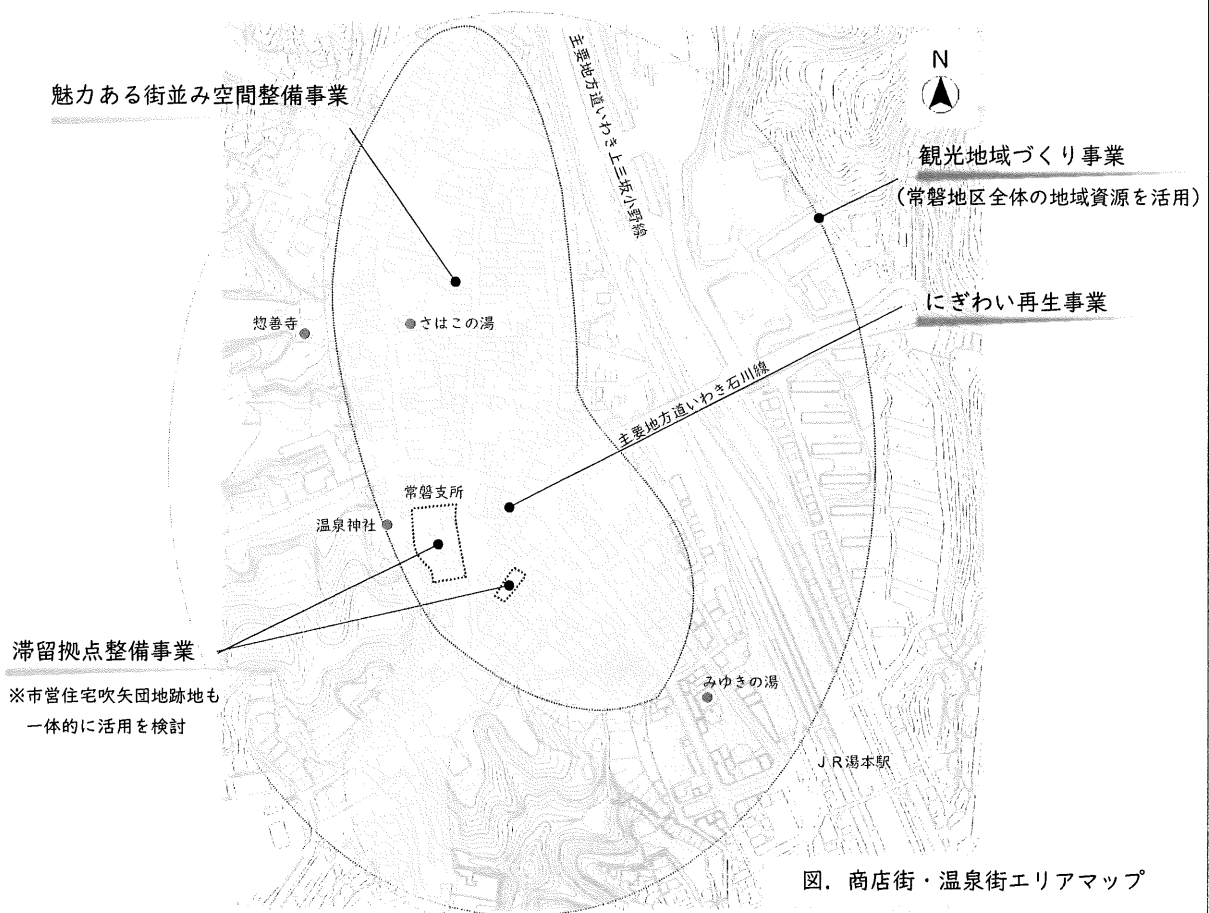 魅力ある街並み空間整備事業
主要地方道いわき上三坂小野線
N
観光地域づくり事業
（常磐地区全体の地域資源を活用）
にぎわい再生事業
惣善寺
さはこの湯
主要地方道いわき石川線
常磐支所
温泉神社
滞留拠点整備事業
※市営住宅吹矢団地跡地も
一体的に活用を検討
みゆきの湯
ＪＲ湯本駅
図．商店街・温泉街エリアマップ